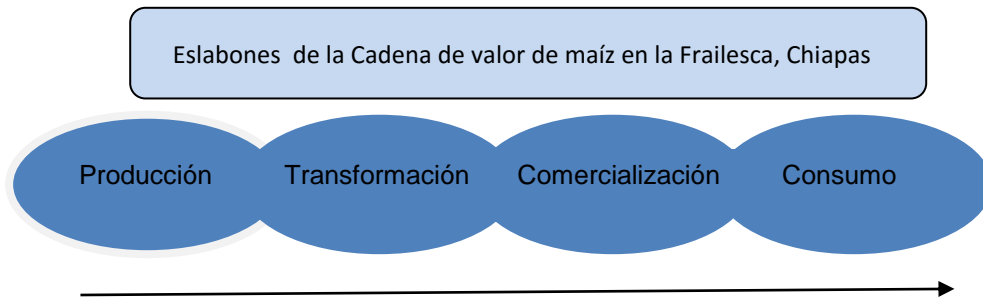 Eslabones de la Cadena de valor de maíz en la Frailesca, Chiapas
Producción Transformación Comercialización Consumo